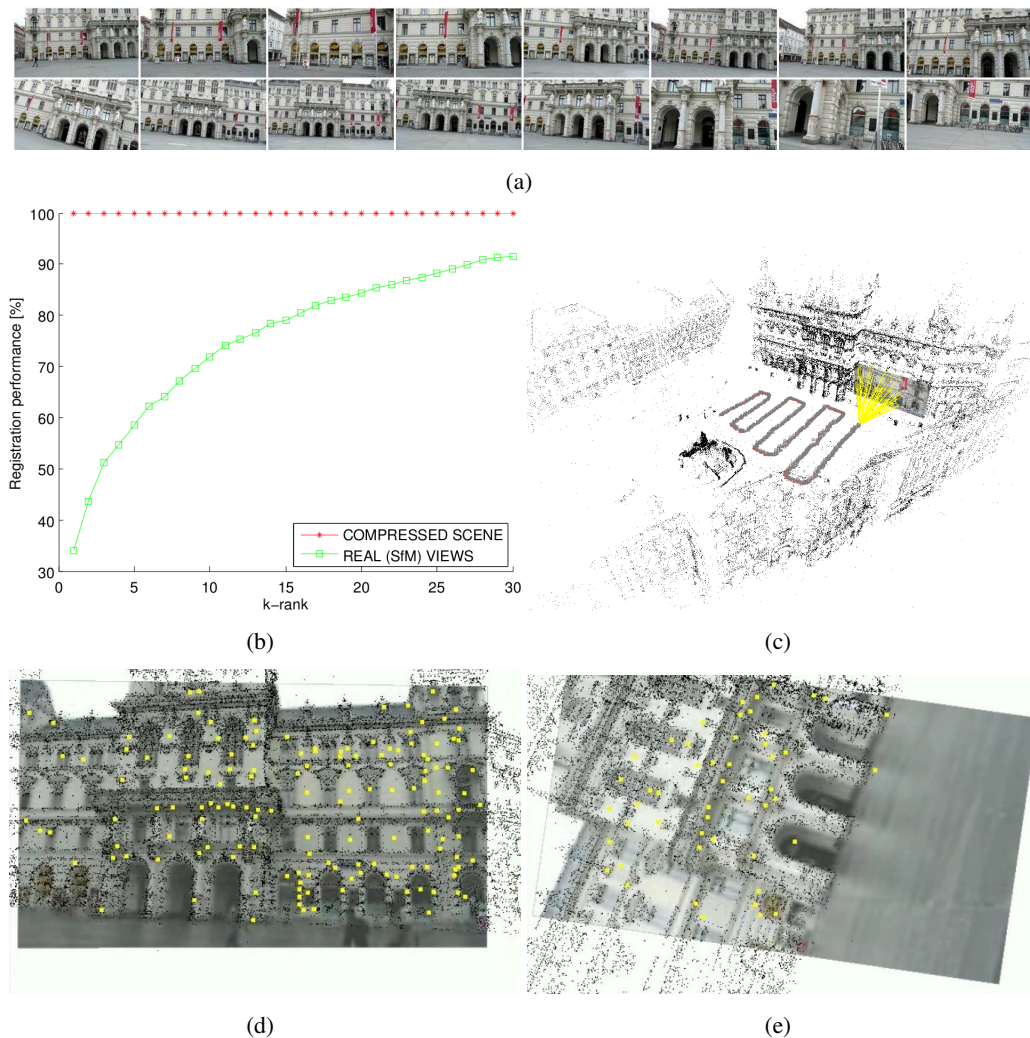 (a)
100
90
80
70
60
50
40
30
Registration performance [%]
0
5
10
15
20
25
30
k-rank
COMPRESSED SCENE
REAL (SfM) VIEWS
(b)
(c)
(d)
(e)